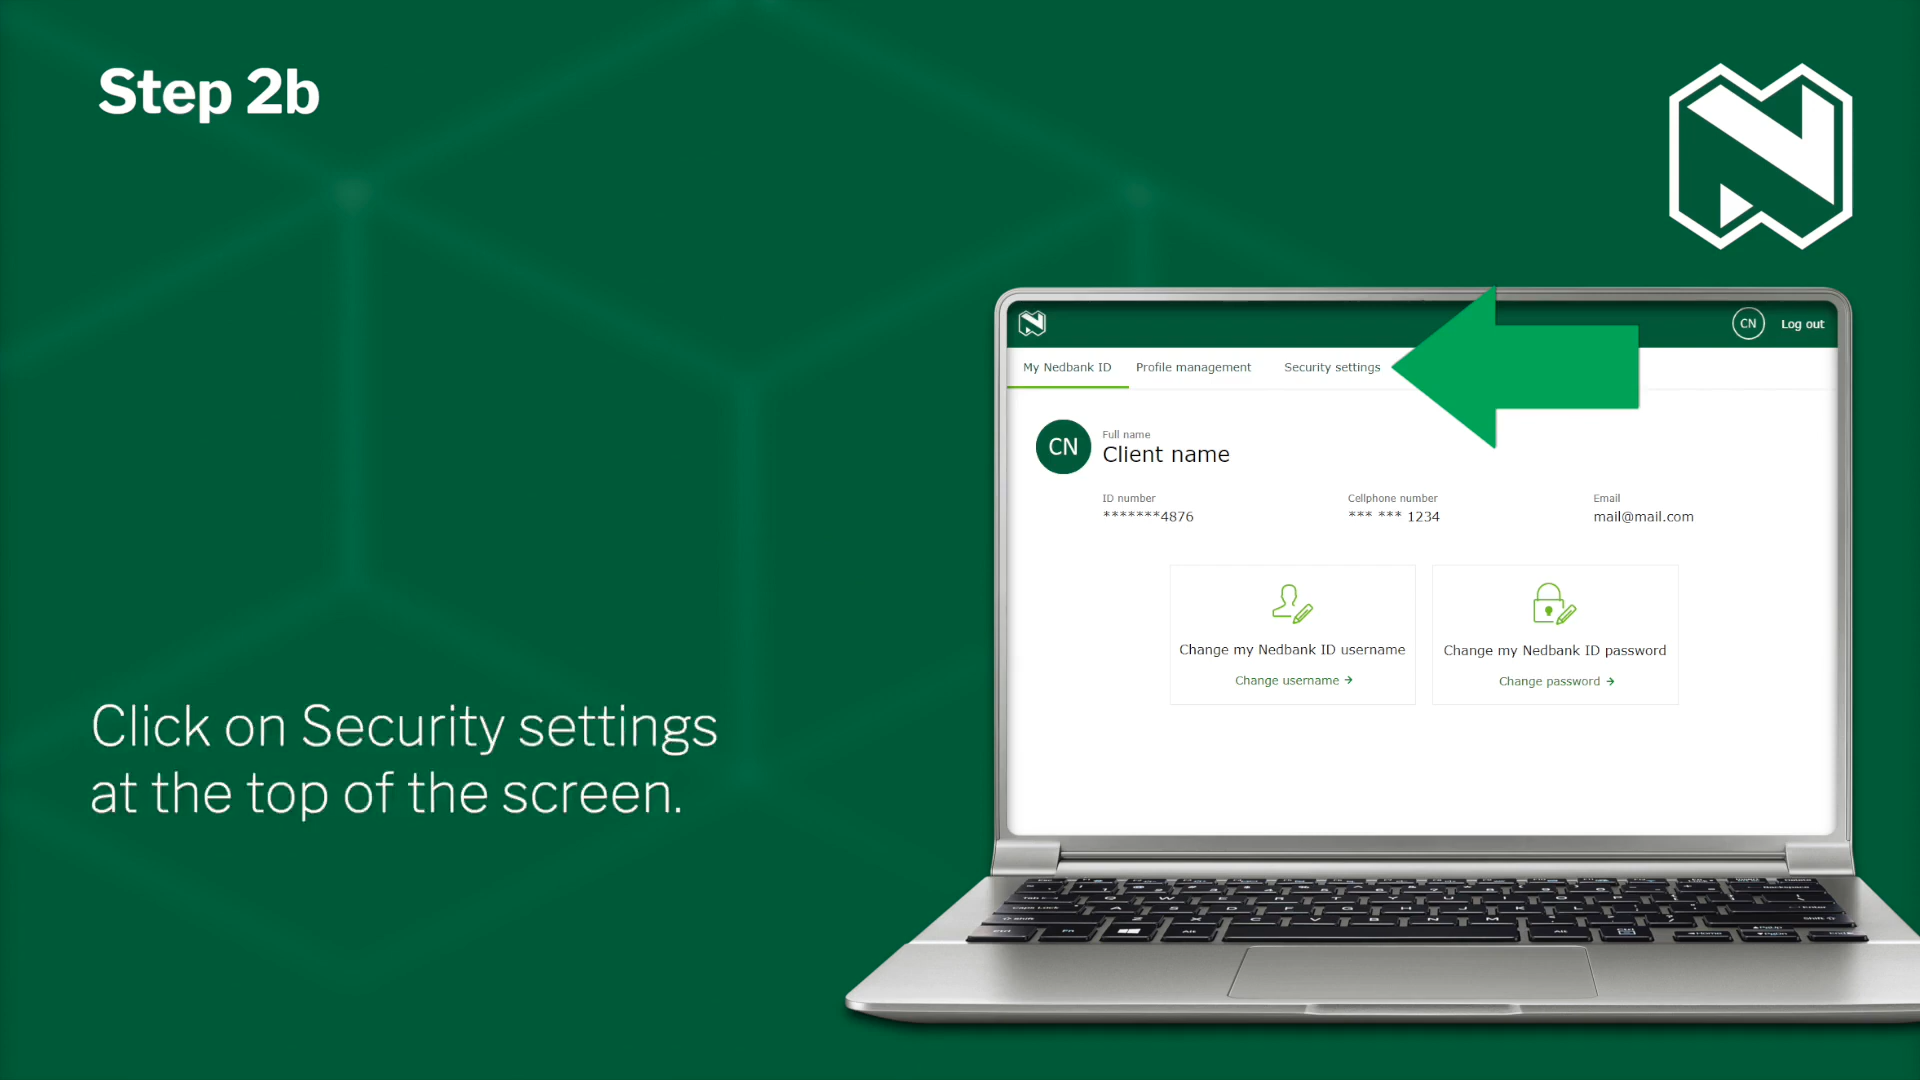 Step 2b
CN
Log out
My Nedbank ID
Profile management
Security settings
CN
Full name
Client name
ID number
Cellphone number
Email
*******4876
*** *** 1234
mail@mail.com
Change my Nedbank ID username
Change my Nedbank ID password
Change username →
Change password →
Click on Security settings
at the top of the screen.